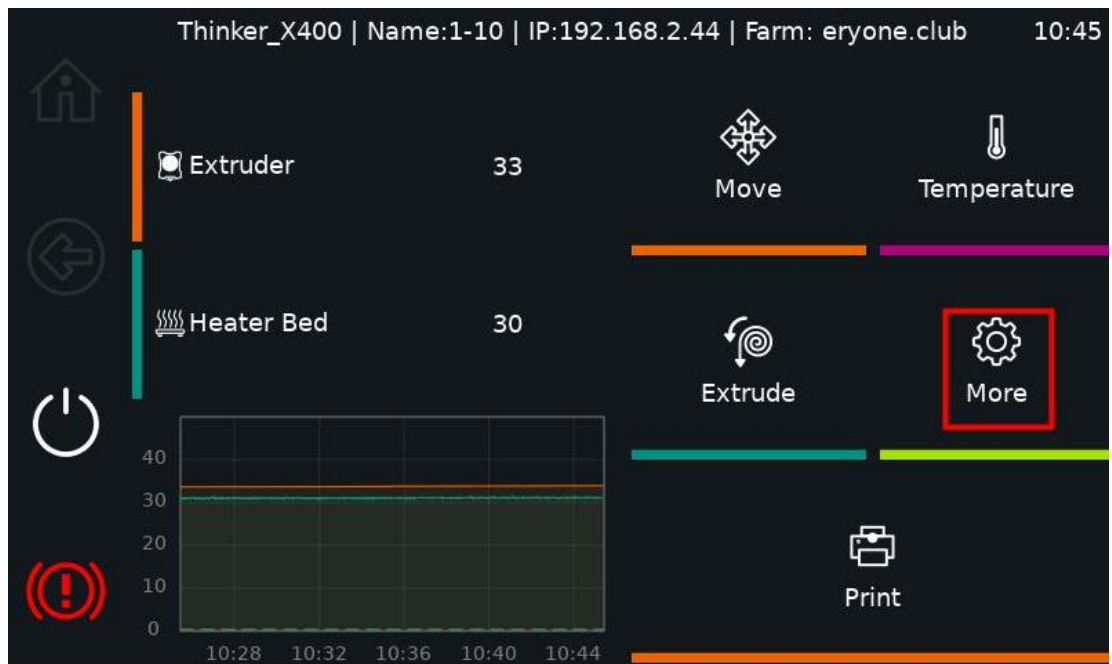 Thinker_X400 | Name:1-10 | IP:192.168.2.44 | Farm: eryone.club 10:45
Extruder 33
Move
Temperature
Heater Bed 30
Extrude
More
40
30
20
10
0
10:28 10:32 10:36 10:40 10:44
Print